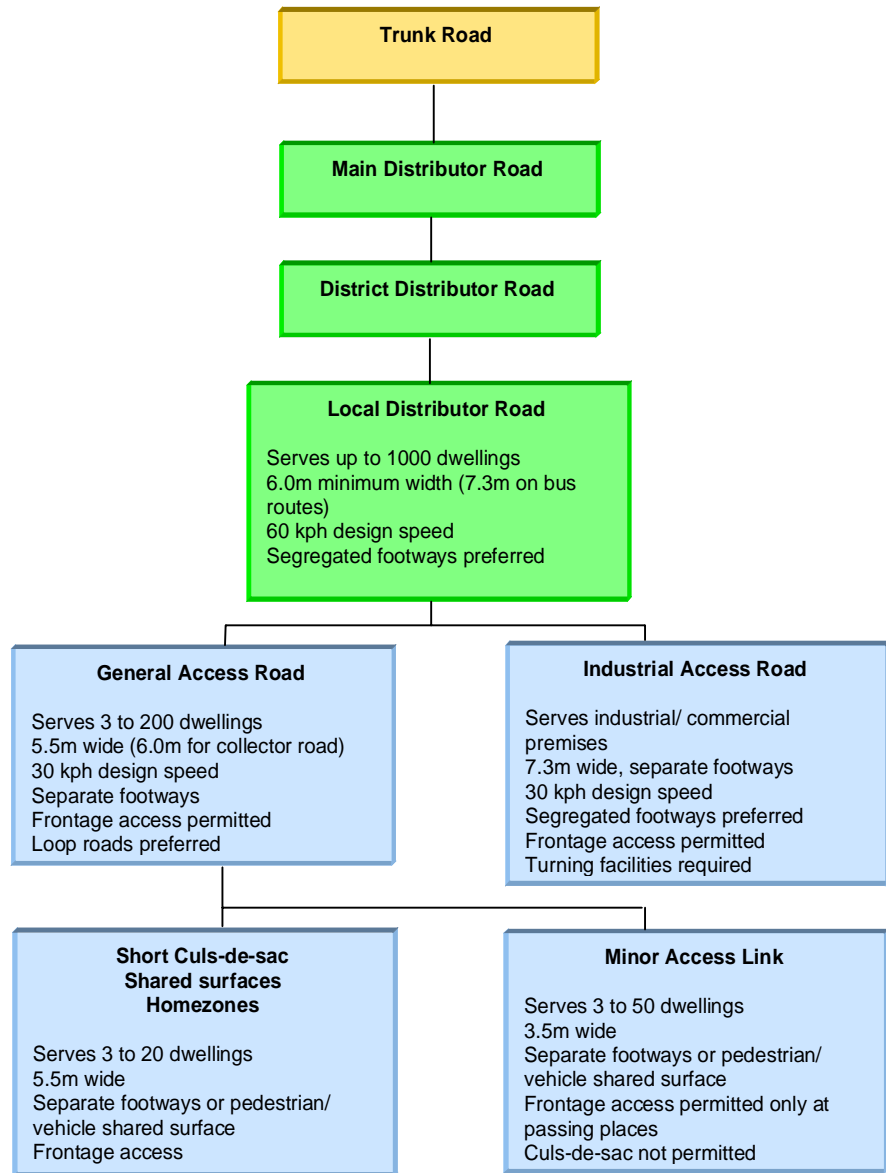 Trunk Road
Main Distributor Road
District Distributor Road
Local Distributor Road
Serves up to 1000 dwellings
6.0m minimum width (7.3m on bus
routes)
60 kph design speed
Segregated footways preferred
General Access Road
Serves 3 to 200 dwellings
5.5m wide (6.0m for collector road)
30 kph design speed
Separate footways
Frontage access permitted
Loop roads preferred
Industrial Access Road
Serves industrial/ commercial
premises
7.3m wide, separate footways
30 kph design speed
Segregated footways preferred
Frontage access permitted
Turning facilities required
Short Culs-de-sac
Shared surfaces
Homezones
Serves 3 to 20 dwellings
5.5m wide
Separate footways or pedestrian/
vehicle shared surface
Frontage access
Minor Access Link
Serves 3 to 50 dwellings
3.5m wide
Separate footways or pedestrian/
vehicle shared surface
Frontage access permitted only at
passing places
Culs-de-sac not permitted